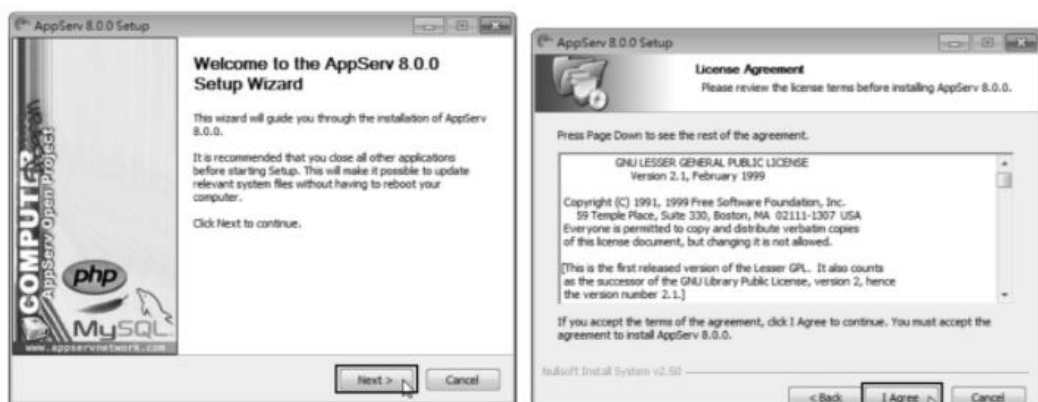 AppServ 8.0.0 Setup
Welcome to the AppServ 8.0.0
Setup Wizard
This wizard will guide you through the installation of AppServ
8.0.0.
It is recommended that you close all other applications
before starting Setup. This will make it possible to update
relevant system files without having to reboot your
computer.
Click Next to continue.
COMPUTER
AppServ Open Project
php
MySQL
www.appservnetwork.com
Next >
Cancel
AppServ 8.0.0 Setup
License Agreement
Please review the license terms before installing AppServ 8.0.0.
Press Page Down to see the rest of the agreement.
GNU LESSER GENERAL PUBLIC LICENSE
Version 2.1, February 1999
Copyright (C) 1991, 1999 Free Software Foundation, Inc.
59 Temple Place, Suite 330, Boston, MA 02111-1307 USA
Everyone is permitted to copy and distribute verbatim copies
of this license document, but changing it is not allowed.
[This is the first released version of the Lesser GPL. It also counts
as the successor of the GNU Library Public License, version 2, hence
the version number 2.1.]
If you accept the terms of the agreement, click I Agree to continue. You must accept the
agreement to install AppServ 8.0.0.
Nullsoft Install System v2.50
< Back
I Agree
Cancel